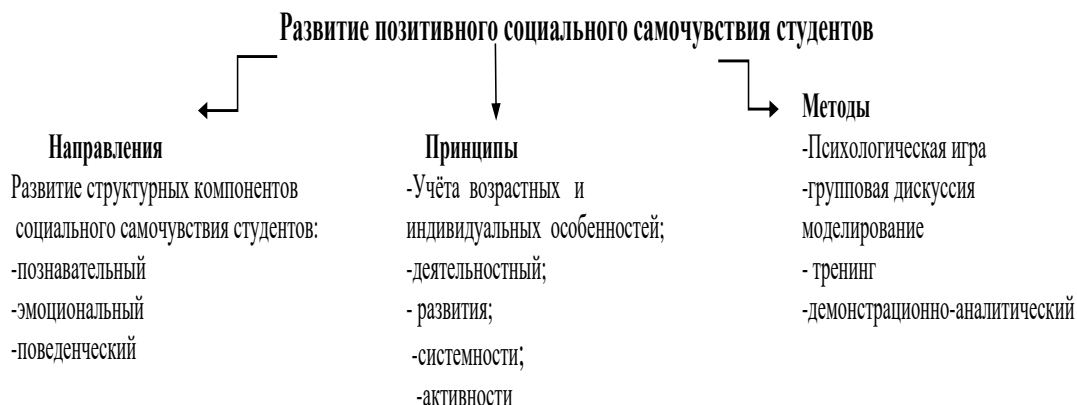 Развитие позитивного социального самочувствия студентов
Направления
Развитие структурных компонентов
социального самочувствия студентов:
-познавательный
-эмоциональный
-поведенческий
Принципы
-Учёта возрастных и
индивидуальных особенностей;
-деятельностный;
- развития;
-системности;
-активности
Методы
-Психологическая игра
-групповая дискуссия
моделирование
- тренинг
-демонстрационно-аналитический